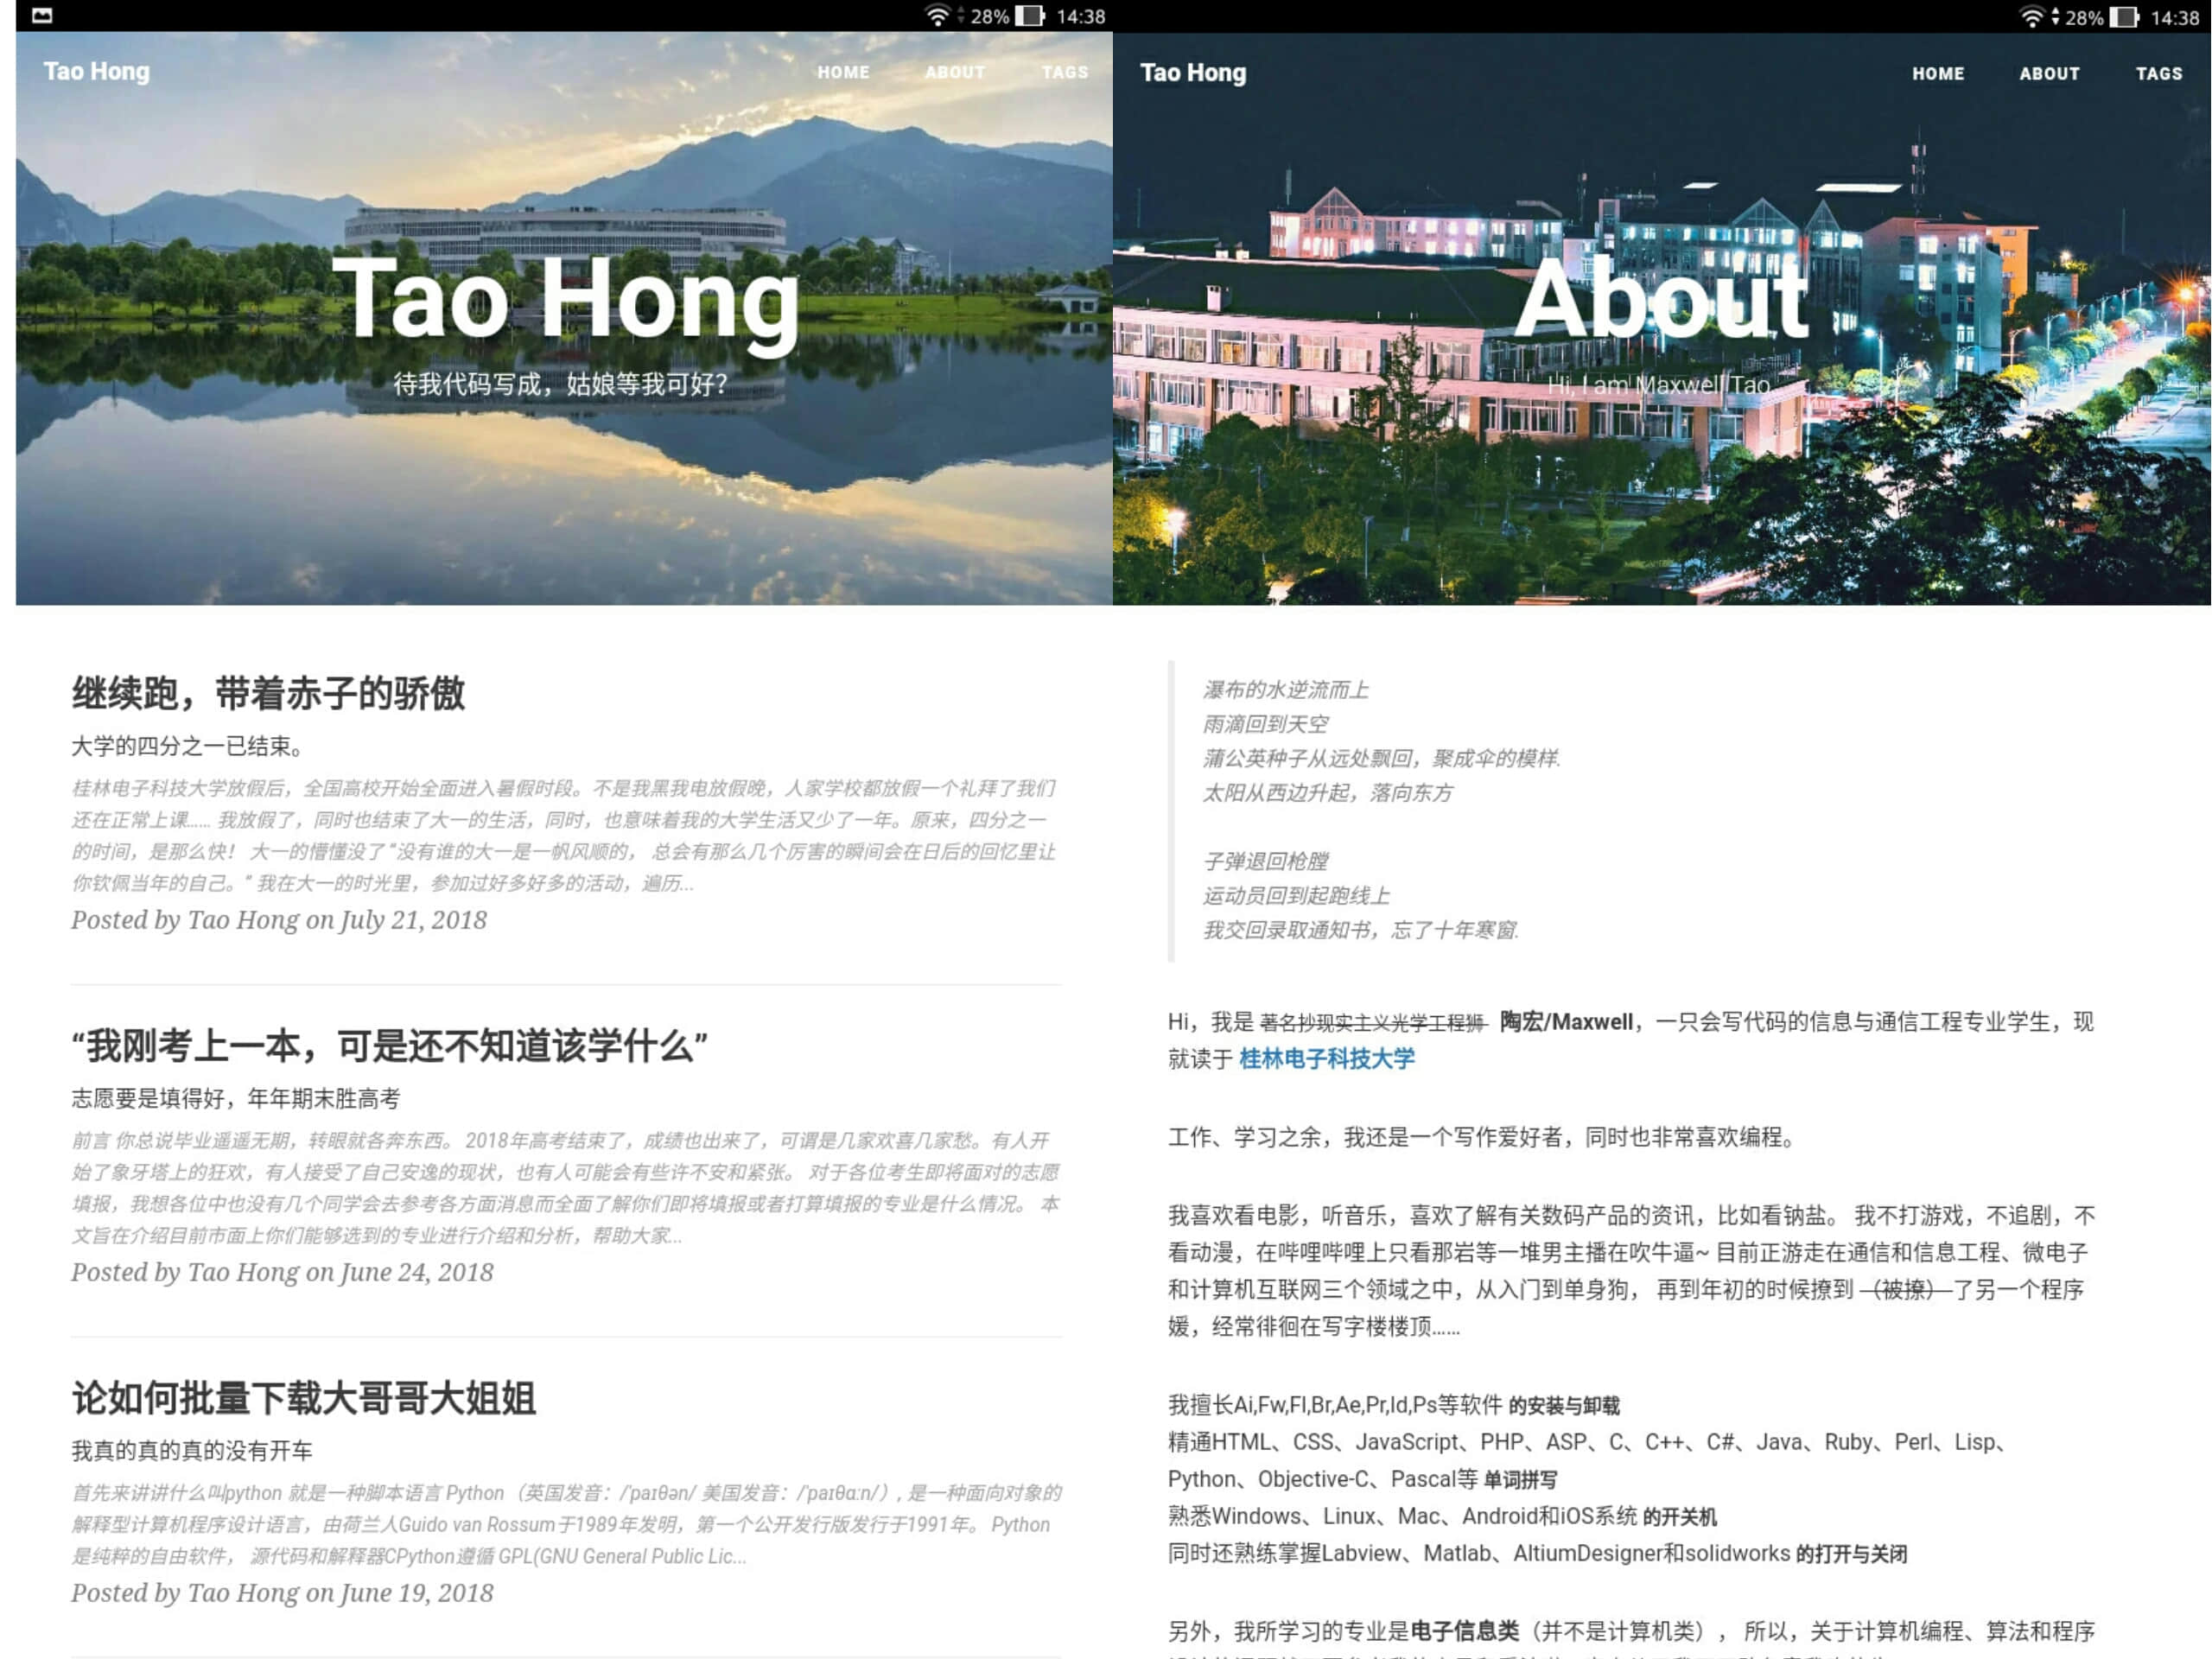 28% 14:38
Tao Hong
HOME ABOUT TAGS
Tao Hong
待我代码写成，姑娘等我可好？
继续跑，带着赤子的骄傲
大学的四分之一已结束。
桂林电子科技大学放假后，全国高校开始全面进入暑假时段。不是我黑我电放假晚，人家学校都放假一个礼拜了我们
还在正常上课…… 我放假了，同时也结束了大一的生活，同时，也意味着我的大学生活又少了一年。原来，四分之一
的时间，是那么快！ 大一的懵懂没了 “没有谁的大一是一帆风顺的， 总会有那么几个厉害的瞬间会在日后的回忆里让
你钦佩当年的自己。” 我在大一的时光里，参加过好多好多的活动，遍历...
Posted by Tao Hong on July 21, 2018
“我刚考上一本，可是还不知道该学什么”
志愿要是填得好，年年期末胜高考
前言 你总说毕业遥遥无期，转眼就各奔东西。 2018年高考结束了，成绩也出来了，可谓是几家欢喜几家愁。有人开
始了象牙塔上的狂欢，有人接受了自己安逸的现状，也有人可能会有些许不安和紧张。 对于各位考生即将面对的志愿
填报，我想各位中也没有几个同学会去参考各方面消息而全面了解你们即将填报或者打算填报的专业是什么情况。 本
文旨在介绍目前市面上你们能够选到的专业进行介绍和分析，帮助大家...
Posted by Tao Hong on June 24, 2018
论如何批量下载大哥哥大姐姐
我真的真的真的没有开车
首先来讲讲什么叫python 就是一种脚本语言 Python（英国发音：/ˈpaɪθən/ 美国发音：/ˈpaɪθɑːn/）, 是一种面向对象的
解释型计算机程序设计语言，由荷兰人Guido van Rossum于1989年发明，第一个公开发行版发行于1991年。 Python
是纯粹的自由软件， 源代码和解释器CPython遵循 GPL(GNU General Public Lic...
Posted by Tao Hong on June 19, 2018
28% 14:38
Tao Hong
HOME ABOUT TAGS
About
Hi, I am Maxwell Tao
瀑布的水逆流而上
雨滴回到天空
蒲公英种子从远处飘回，聚成伞的模样.
太阳从西边升起，落向东方
子弹退回枪膛
运动员回到起跑线上
我交回录取通知书，忘了十年寒窗.
Hi，我是 著名抄现实主义光学工程狮 陶宏/Maxwell，一只会写代码的信息与通信工程专业学生，现
就读于 桂林电子科技大学
工作、学习之余，我还是一个写作爱好者，同时也非常喜欢编程。
我喜欢看电影，听音乐，喜欢了解有关数码产品的资讯，比如看钠盐。 我不打游戏，不追剧，不
看动漫，在哔哩哔哩上只看那岩等一堆男主播在吹牛逼~ 目前正游走在通信和信息工程、微电子
和计算机互联网三个领域之中，从入门到单身狗， 再到年初的时候撩到 （被撩） 了另一个程序
媛，经常徘徊在写字楼楼顶……
我擅长Ai,Fw,Fl,Br,Ae,Pr,Id,Ps等软件 的安装与卸载
精通HTML、CSS、JavaScript、PHP、ASP、C、C++、C#、Java、Ruby、Perl、Lisp、
Python、Objective-C、Pascal等 单词拼写
熟悉Windows、Linux、Mac、Android和iOS系统 的开关机
同时还熟练掌握Labview、Matlab、AltiumDesigner和solidworks 的打开与关闭
另外，我所学习的专业是电子信息类（并不是计算机类）， 所以，关于计算机编程、算法和程序